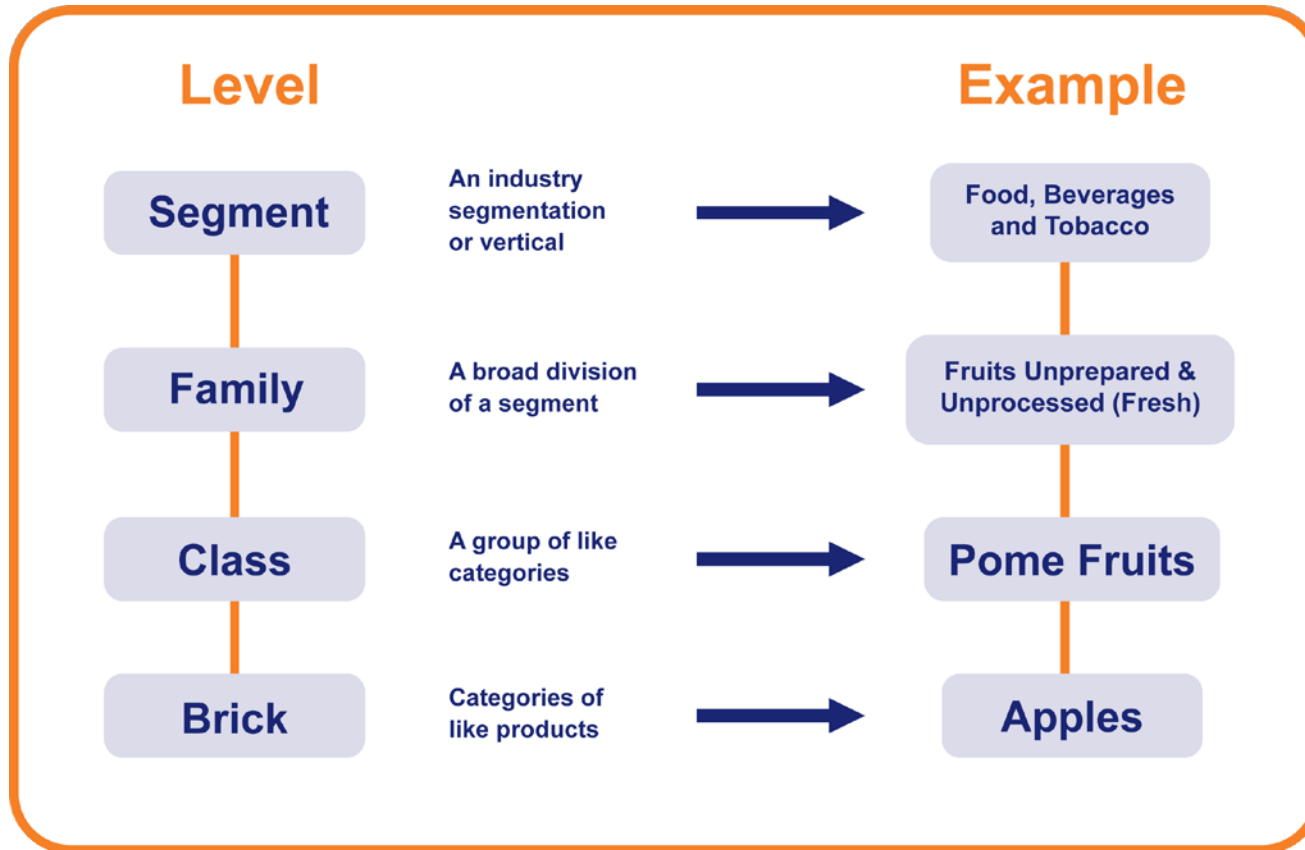 Level
Example
Segment
An industry
segmentation
or vertical
Food, Beverages
and Tobacco
Family
A broad division
of a segment
Fruits Unprepared &
Unprocessed (Fresh)
Class
A group of like
categories
Pome Fruits
Brick
Categories of
like products
Apples